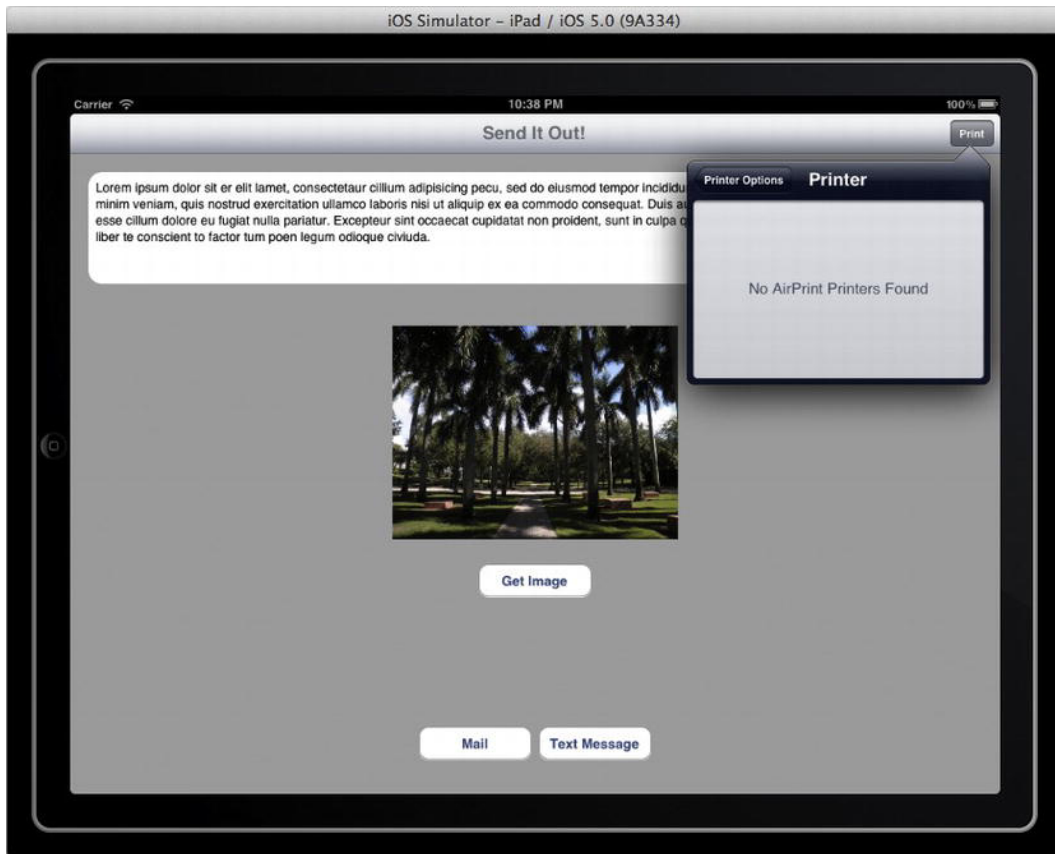 iOS Simulator – iPad / iOS 5.0 (9A334)
Carrier 10:38 PM 100%
Send It Out! Print
Printer Options Printer
Lorem ipsum dolor sit er elit lamet, consectetaur cillium adipisicing pecu, sed do eiusmod tempor incididu
minim veniam, quis nostrud exercitation ullamco laboris nisi ut aliquip ex ea commodo consequat. Duis au
esse cillum dolore eu fugiat nulla pariatur. Excepteur sint occaecat cupidatat non proident, sunt in culpa q
liber te conscient to factor tum poen legum odioque civiuda.
No AirPrint Printers Found
Get Image
Mail Text Message